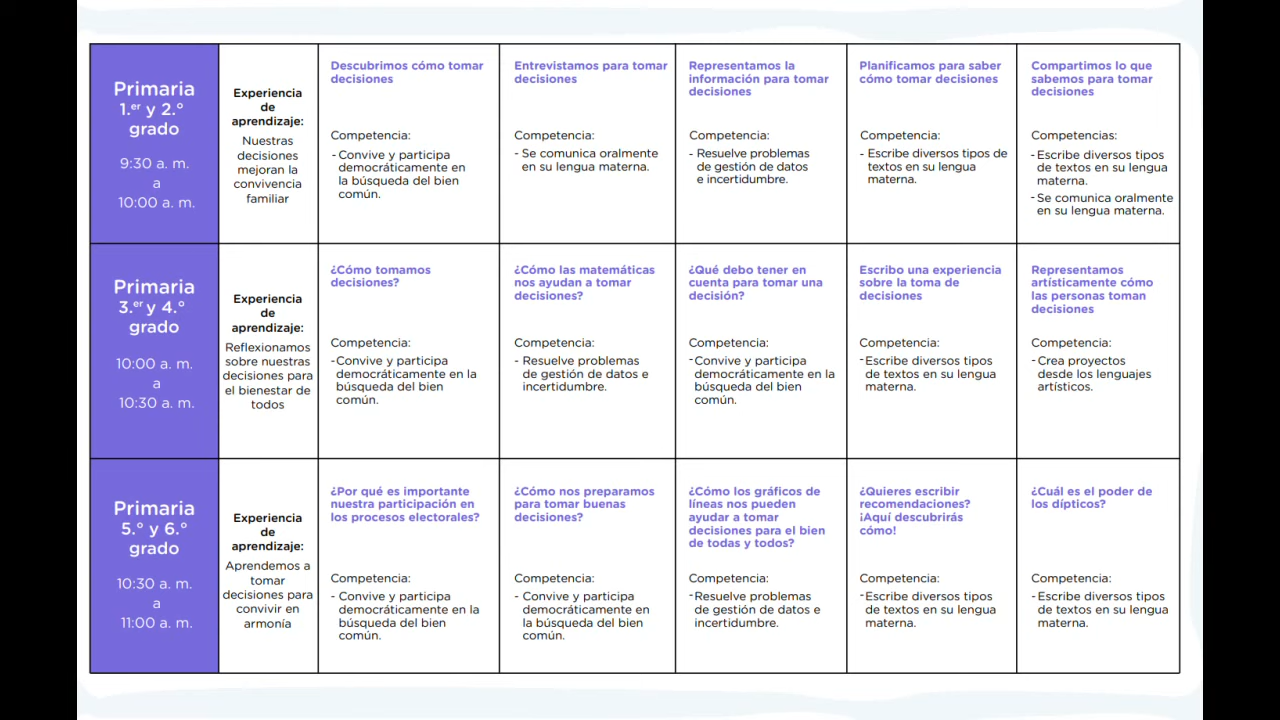 Primaria
1.er y 2.°
grado
9:30 a. m.
a
10:00 a. m.
Experiencia
de
aprendizaje:
Nuestras
decisiones
mejoran la
convivencia
familiar
Descubrimos cómo tomar
decisiones
Competencia:
- Convive y participa
democráticamente en
la búsqueda del bien
común.
Entrevistamos para tomar
decisiones
Competencia:
- Se comunica oralmente
en su lengua materna.
Representamos la
información para tomar
decisiones
Competencia:
- Resuelve problemas
de gestión de datos
e incertidumbre.
Planificamos para saber
cómo tomar decisiones
Competencia:
- Escribe diversos tipos de
textos en su lengua
materna.
Compartimos lo que
sabemos para tomar
decisiones
Competencias:
- Escribe diversos tipos
de textos en su lengua
materna.
- Se comunica oralmente
en su lengua materna.
Primaria
3.er y 4.°
grado
10:00 a. m.
a
10:30 a. m.
Experiencia
de
aprendizaje:
Reflexionamos
sobre nuestras
decisiones para
el bienestar de
todos
¿Cómo tomamos
decisiones?
Competencia:
- Convive y participa
democráticamente en la
búsqueda del bien
común.
¿Cómo las matemáticas
nos ayudan a tomar
decisiones?
Competencia:
- Resuelve problemas
de gestión de datos e
incertidumbre.
¿Qué debo tener en
cuenta para tomar una
decisión?
Competencia:
- Convive y participa
democráticamente en la
búsqueda del bien
común.
Escribo una experiencia
sobre la toma de
decisiones
Competencia:
- Escribe diversos tipos
de textos en su lengua
materna.
Representamos
artísticamente cómo
las personas toman
decisiones
Competencia:
- Crea proyectos
desde los lenguajes
artísticos.
Primaria
5.° y 6.°
grado
10:30 a. m.
a
11:00 a. m.
Experiencia
de
aprendizaje:
Aprendemos a
tomar
decisiones para
convivir en
armonía
¿Por qué es importante
nuestra participación en
los procesos electorales?
Competencia:
- Convive y participa
democráticamente en la
búsqueda del bien
común.
¿Cómo nos preparamos
para tomar buenas
decisiones?
Competencia:
- Convive y participa
democráticamente en
la búsqueda del bien
común.
¿Cómo los gráficos de
líneas nos pueden
ayudar a tomar
decisiones para el bien
de todas y todos?
Competencia:
- Resuelve problemas
de gestión de datos e
incertidumbre.
¿Quieres escribir
recomendaciones?
¡Aquí descubrirás
cómo!
Competencia:
- Escribe diversos tipos
de textos en su lengua
materna.
¿Cuál es el poder de
los dípticos?
Competencia:
- Escribe diversos tipos
de textos en su lengua
materna.